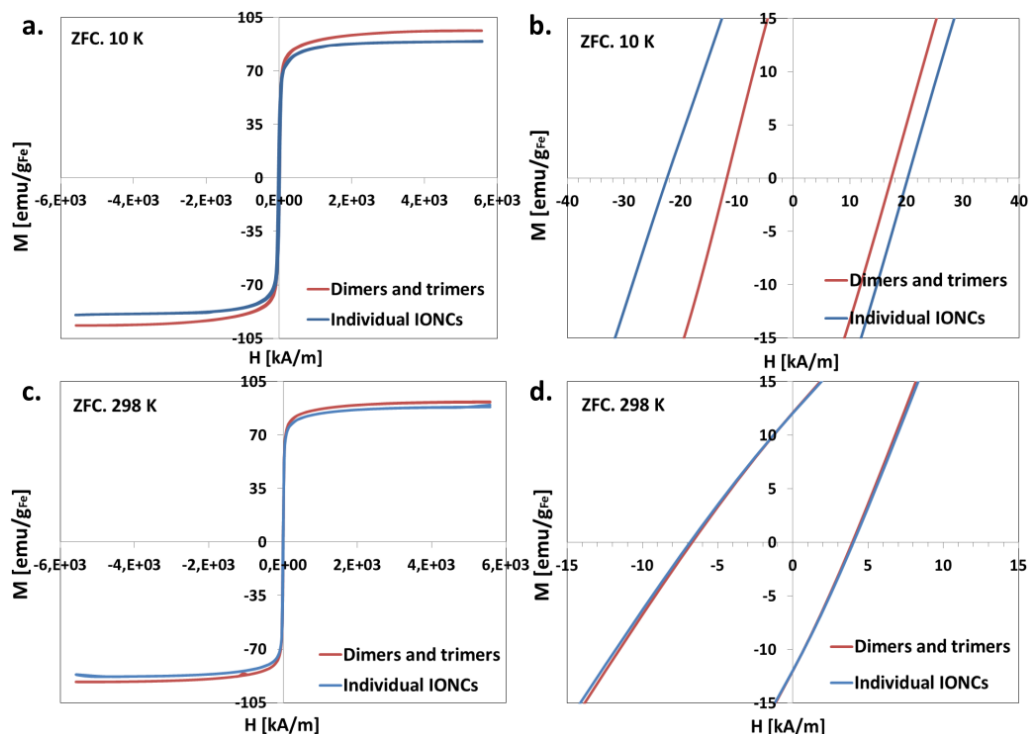 a.
ZFC. 10 K
M [emu/gFe]
105
70
35
0
-35
-70
-105
-6,E+03
-4,E+03
-2,E+03
0,E+00
2,E+03
4,E+03
6,E+03
Dimers and trimers
Individual IONCs
H [kA/m]
b.
ZFC. 10 K
M [emu/gFe]
15
10
5
0
-5
-10
-15
-40
-30
-20
-10
0
10
20
30
40
Dimers and trimers
Individual IONCs
H [kA/m]
c.
ZFC. 298 K
M [emu/gFe]
105
70
35
0
-35
-70
-105
-6,E+03
-4,E+03
-2,E+03
0,E+00
2,E+03
4,E+03
6,E+03
Dimers and trimers
Individual IONCs
H [kA/m]
d.
ZFC. 298 K
M [emu/gFe]
15
10
5
0
-5
-10
-15
-15
-10
-5
0
5
10
15
Dimers and trimers
Individual IONCs
H [kA/m]